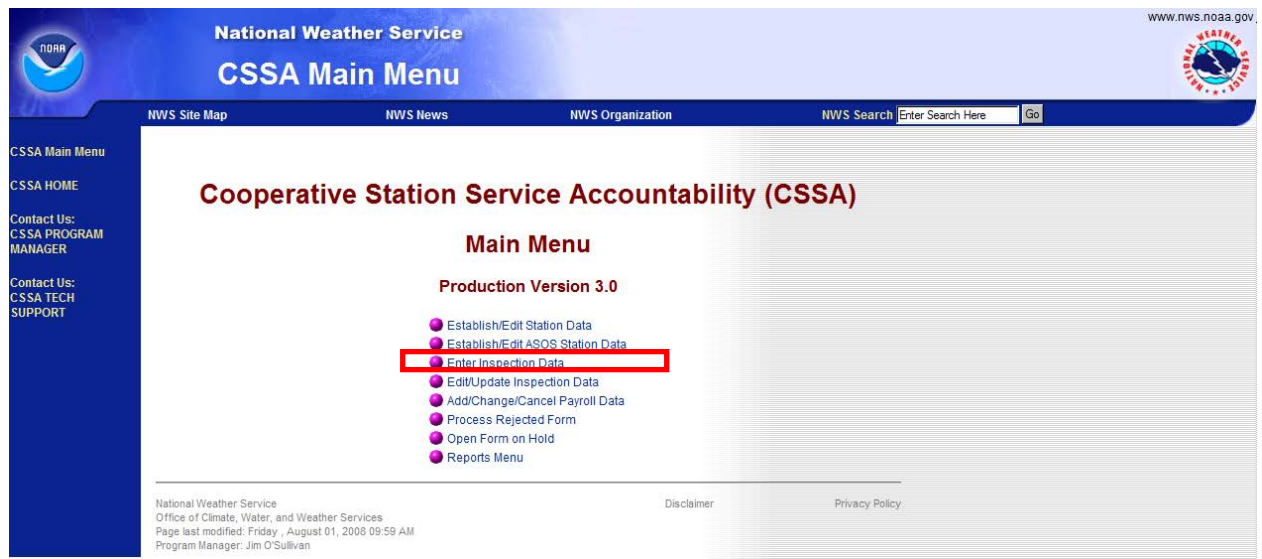 www.nws.noaa.gov
National Weather Service
NOAA
CSSA Main Menu
NATIONAL WEATHER SERVICE
NWS Site Map NWS News NWS Organization NWS Search Enter Search Here Go
CSSA Main Menu
CSSA HOME
Contact Us:
CSSA PROGRAM
MANAGER
Contact Us:
CSSA TECH
SUPPORT
Cooperative Station Service Accountability (CSSA)
Main Menu
Production Version 3.0
Establish/Edit Station Data
Establish/Edit ASOS Station Data
Enter Inspection Data
Edit/Update Inspection Data
Add/Change/Cancel Payroll Data
Process Rejected Form
Open Form on Hold
Reports Menu
National Weather Service Disclaimer Privacy Policy
Office of Climate, Water, and Weather Services
Page last modified: Friday , August 01, 2008 09:59 AM
Program Manager: Jim O'Sullivan